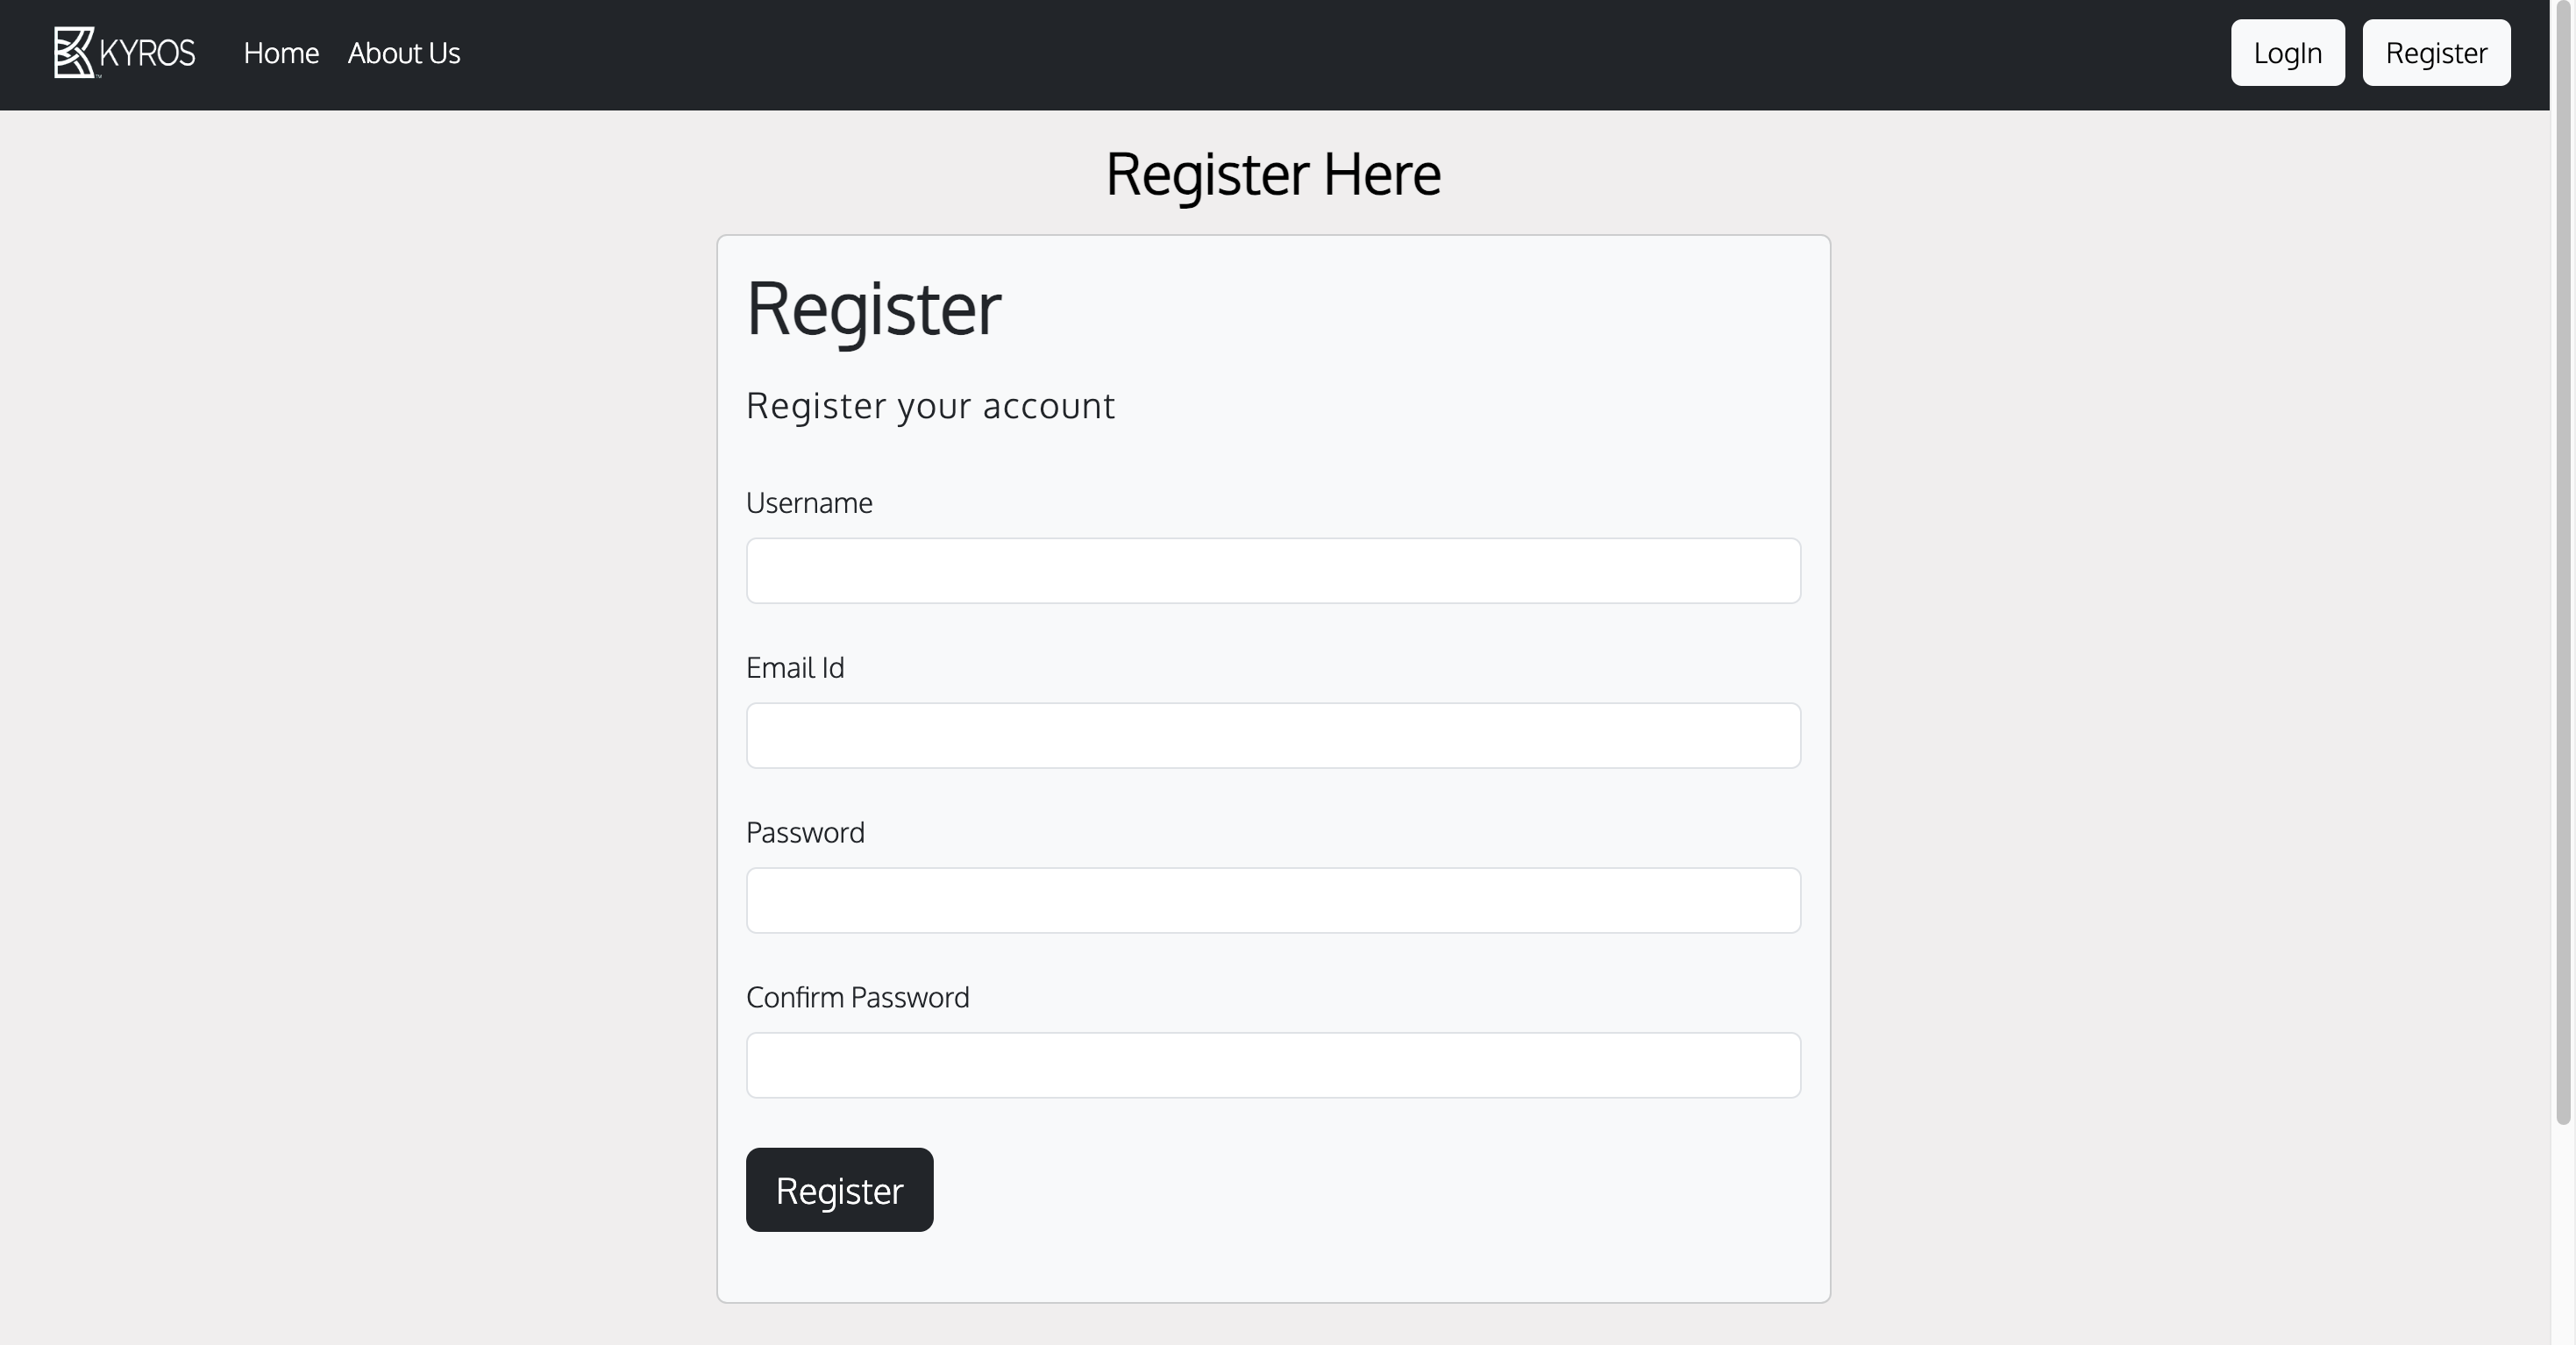 KYROS Home About Us LogIn Register
Register Here
Register
Register your account
Username
Email Id
Password
Confirm Password
Register